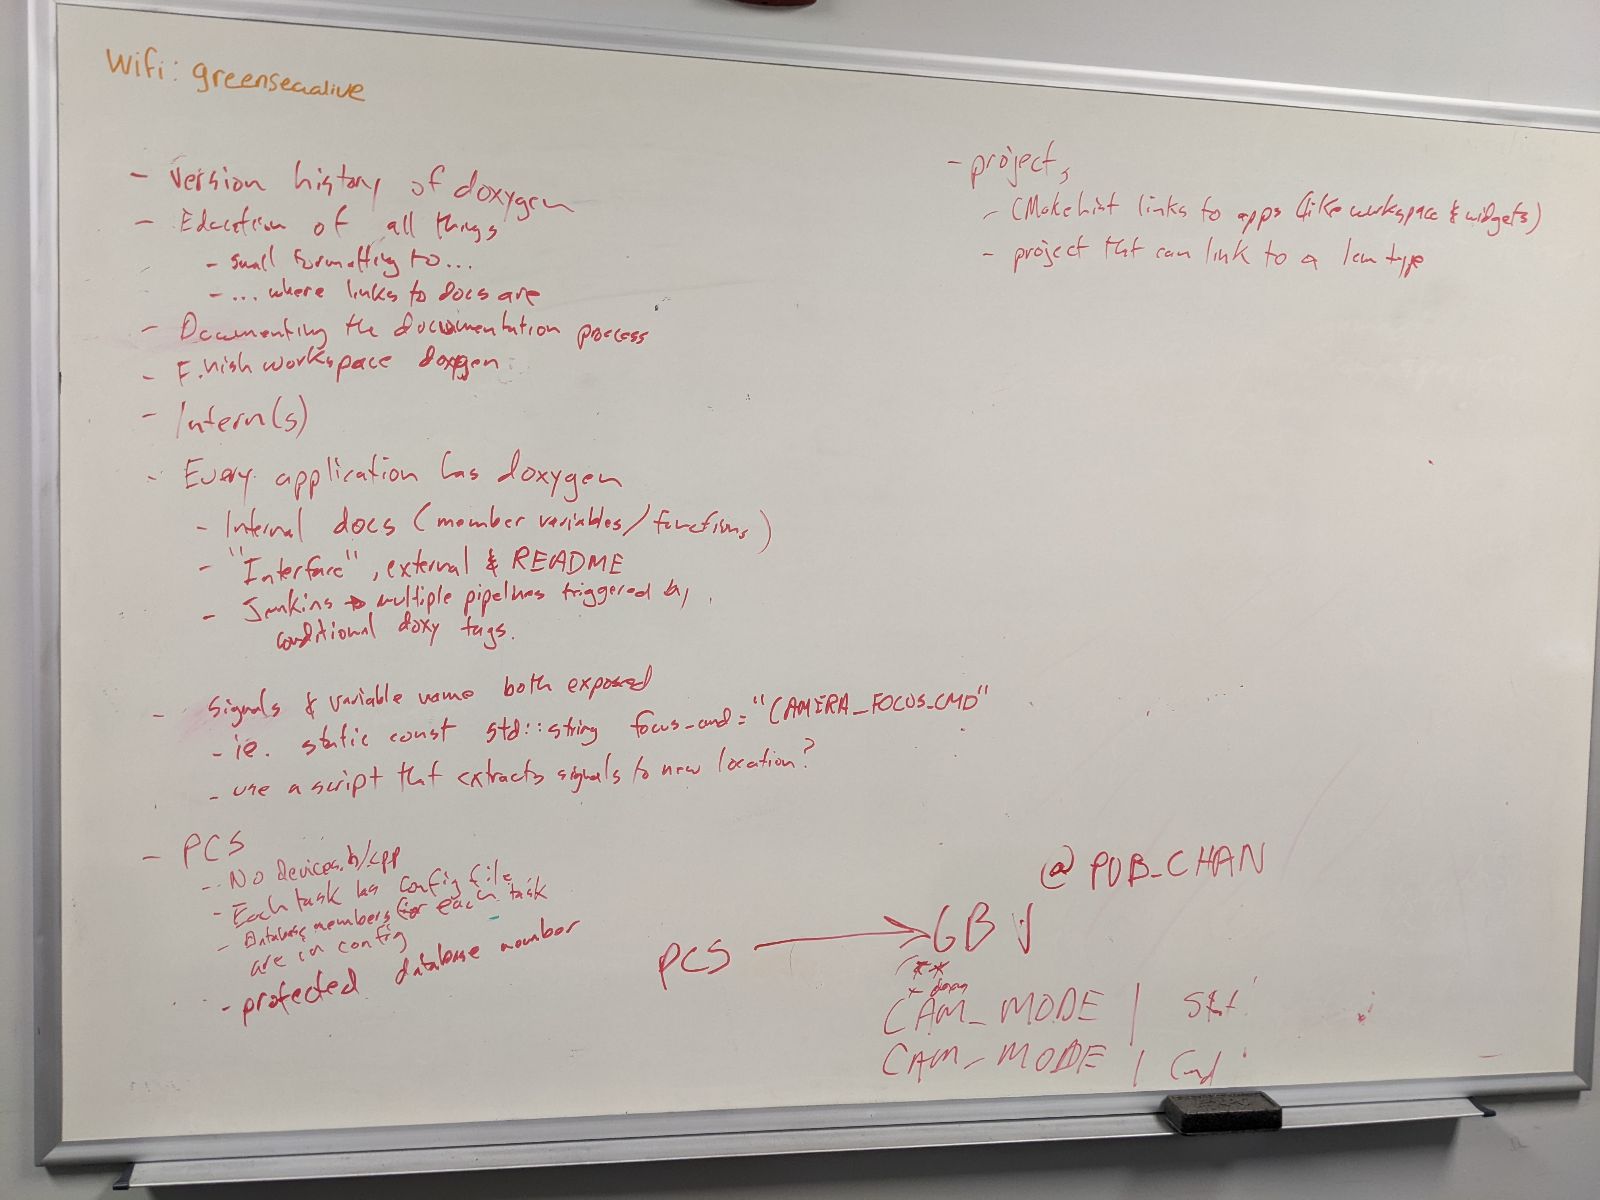 Wifi: greenseaalive
- Version history of doxygen
- Education of all things
- small formatting to...
- ... where links to docs are
- Documenting the documentation process
- Finish workspace doxygen
- Intern(s)
- Every application has doxygen
- Internal docs (member variables/functions)
- "Interface", external & README
- Jenkins → multiple pipelines triggered by
conditional doxy tags.
- Signals & variable name both exposed
- ie. static const std::string focus_cmd = "CAMERA_FOCUS_CMD"
- use a script that extracts signals to new location?
- PCS
- No devices.h/.cpp
- Each task has config file
- Database members for each task
are in config
- protected database number
- projects
- CMakeList links to apps (like workspace & widgets)
- project that can link to a lcm type
@ PUB_CHAN
PCS → GBV
/**
* doxy
CAM_MODE | Stat
CAM_MODE | Cmd